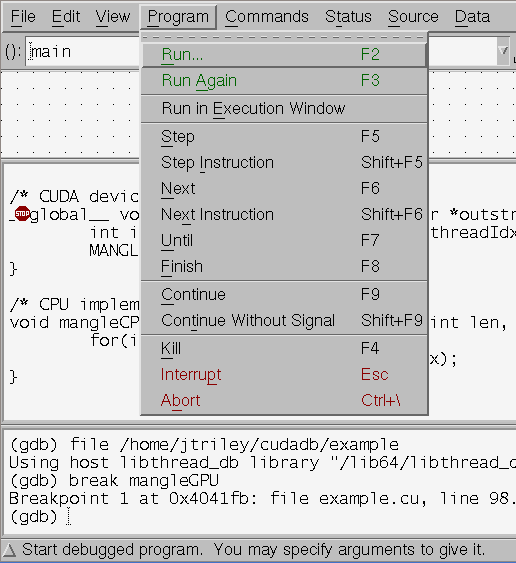 File Edit View Program Commands Status Source Data
(): main
Run... F2
Run Again F3
Run in Execution Window
Step F5
Step Instruction Shift+F5
Next F6
Next Instruction Shift+F6
Until F7
Finish F8
Continue F9
Continue Without Signal Shift+F9
Kill F4
Interrupt Esc
Abort Ctrl+\
/* CUDA devic
STOP
global__ vo r *outstr
int i threadIdx
MANGL
}
/* CPU implem
void mangleCP int len,
for(i x);
}
(gdb) file /home/jtriley/cudadb/example
Using host libthread_db library "/lib64/libthread_d
(gdb) break mangleGPU
Breakpoint 1 at 0x4041fb: file example.cu, line 98.
(gdb)
Start debugged program. You may specify arguments to give it.